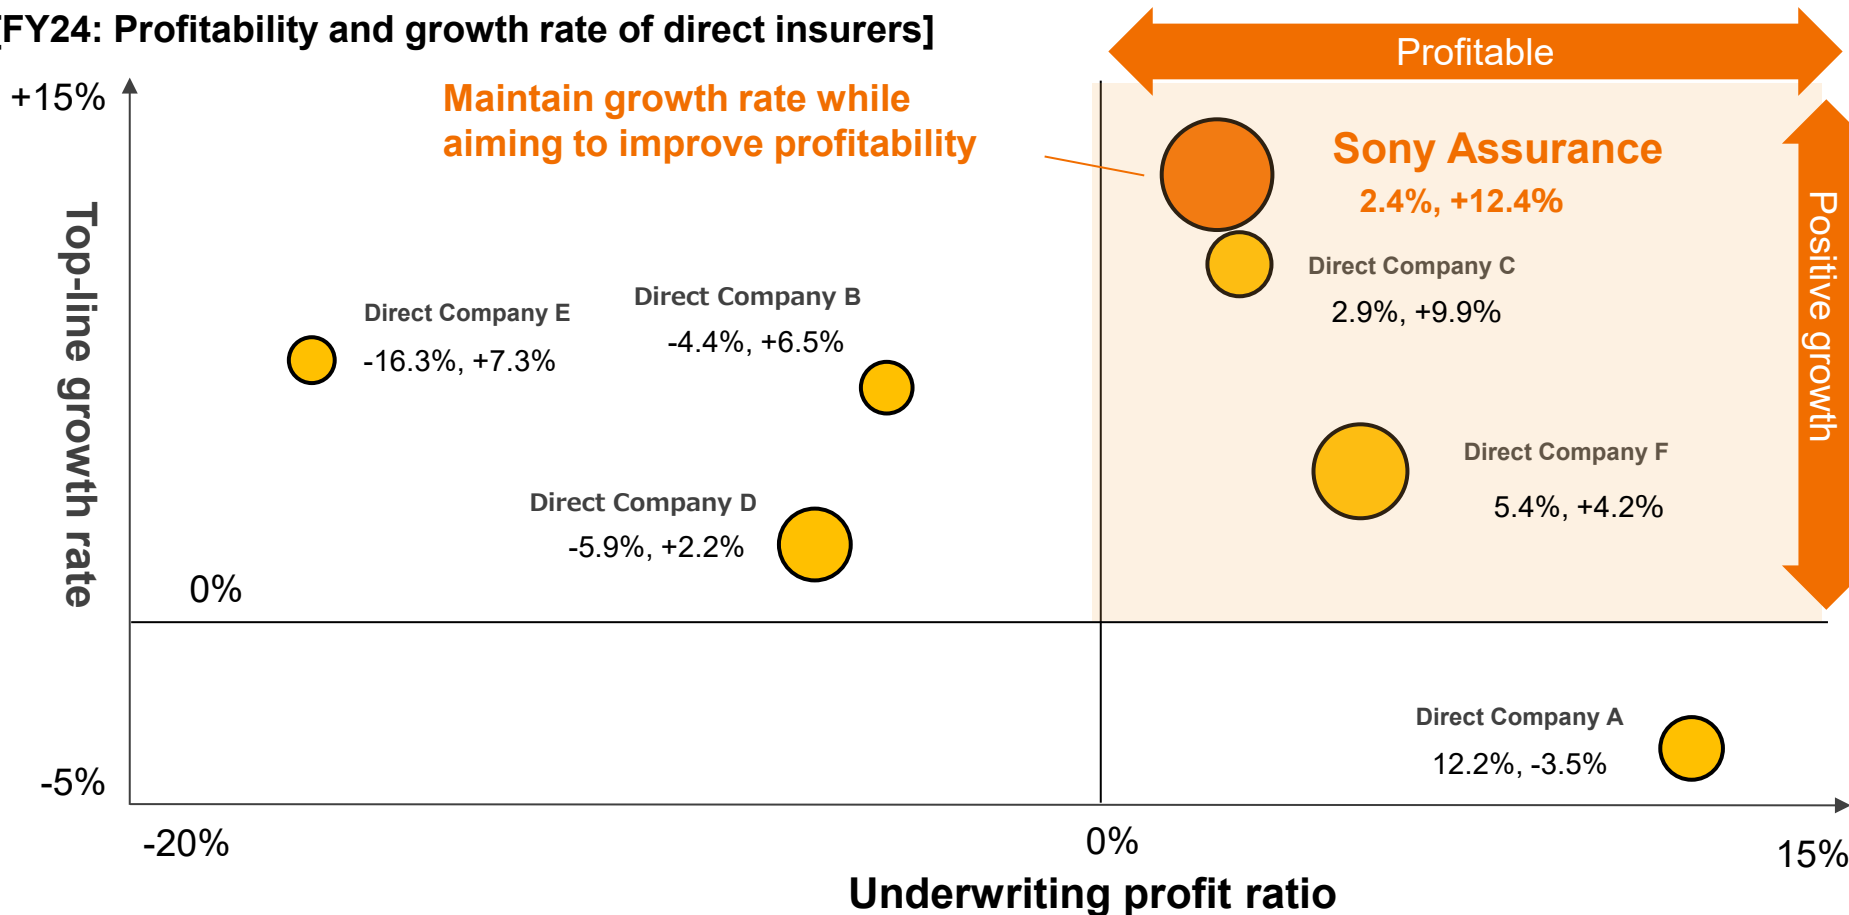 [FY24: Profitability and growth rate of direct insurers]
Profitable
+15%
Maintain growth rate while
aiming to improve profitability
Sony Assurance
2.4%, +12.4%
Positive growth
Top-line growth rate
Direct Company C
2.9%, +9.9%
Direct Company B
-4.4%, +6.5%
Direct Company E
-16.3%, +7.3%
Direct Company F
5.4%, +4.2%
Direct Company D
-5.9%, +2.2%
0%
Direct Company A
12.2%, -3.5%
-5%
-20%
0%
15%
Underwriting profit ratio